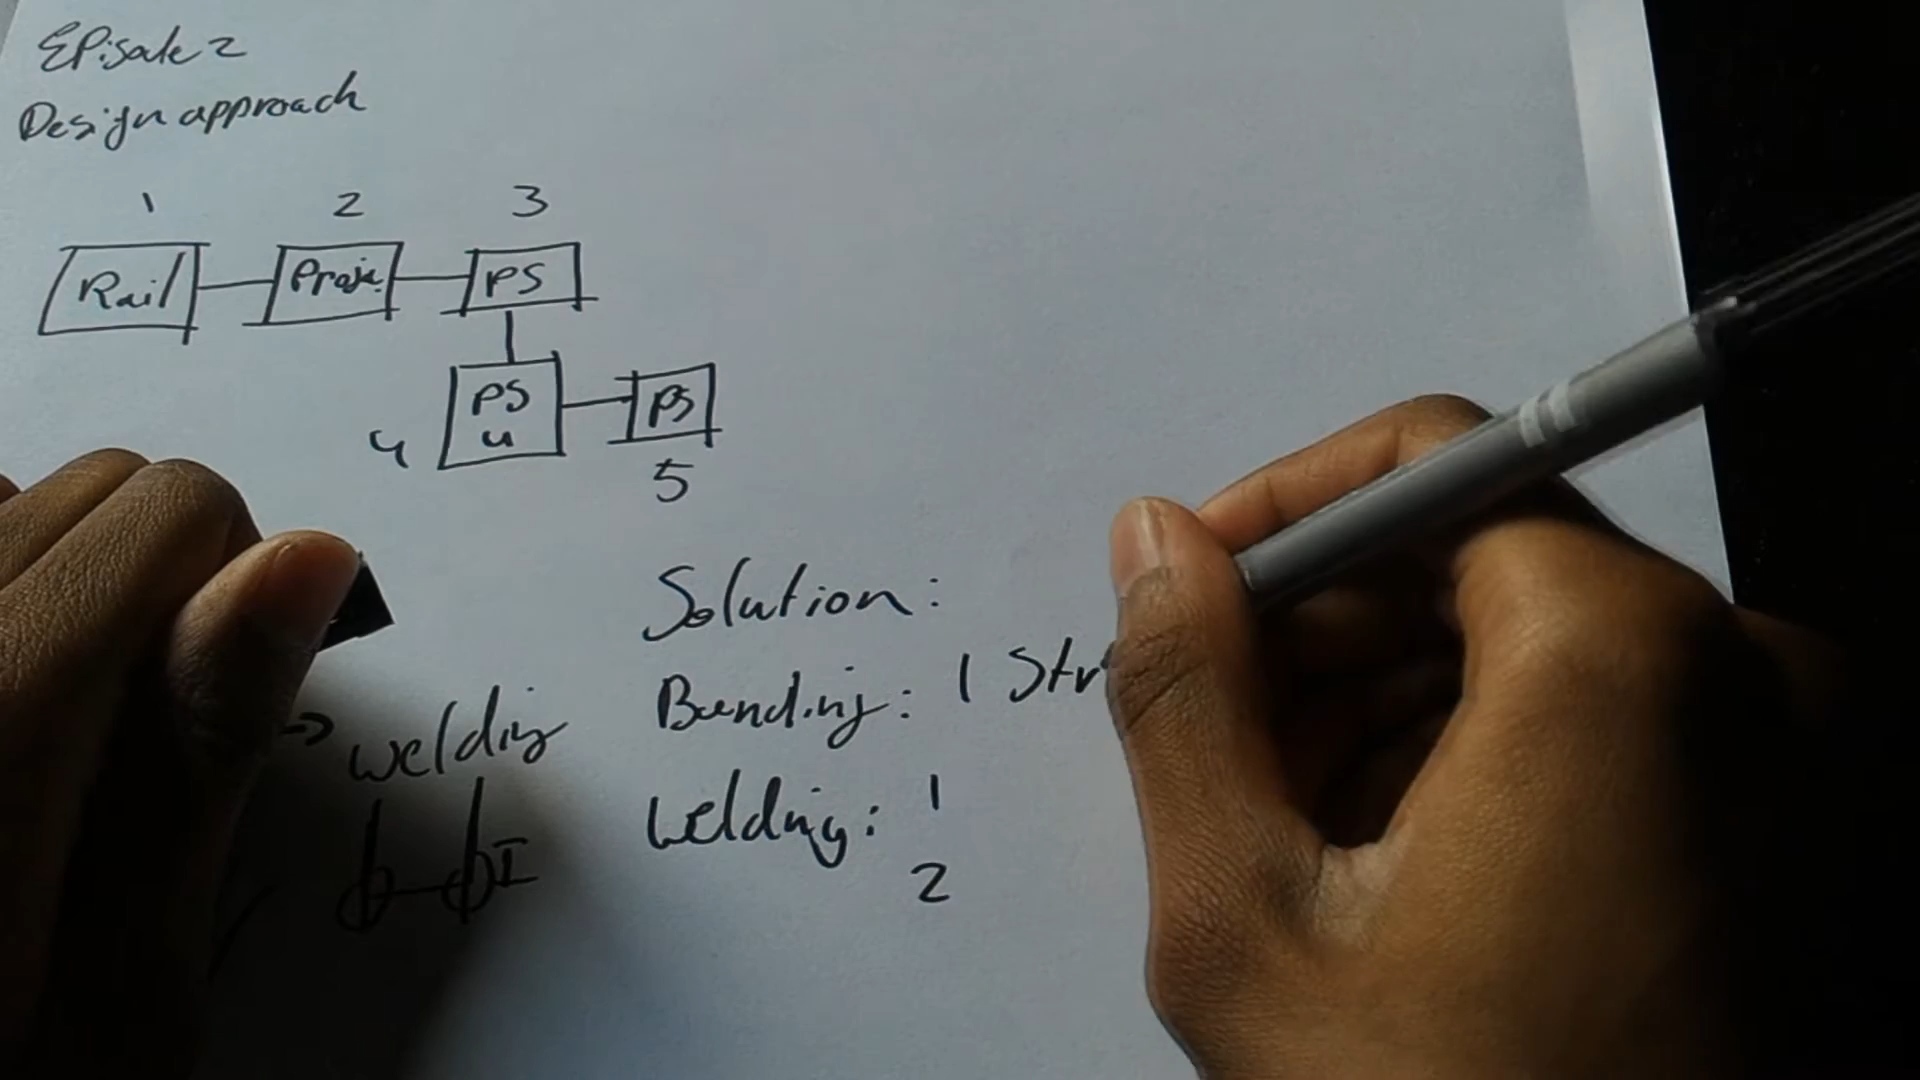 EPisode 2
Design approach
1 2 3
Rail Proje. PS
PS
4 u PS
5
Solution:
Bending: 1 Str
→ welding
Welding: 1
I
2